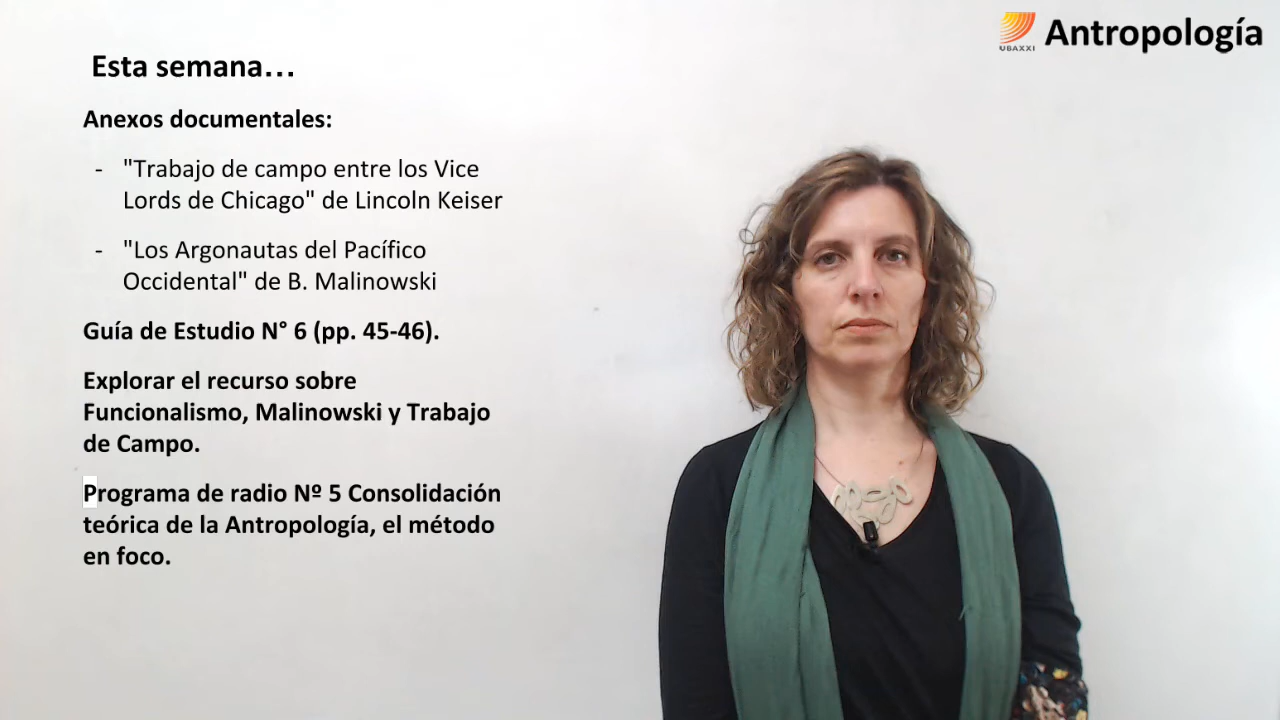 UBAXXI
Antropología
Esta semana...
Anexos documentales:
- "Trabajo de campo entre los Vice
Lords de Chicago" de Lincoln Keiser
- "Los Argonautas del Pacífico
Occidental" de B. Malinowski
Guía de Estudio N° 6 (pp. 45-46).
Explorar el recurso sobre
Funcionalismo, Malinowski y Trabajo
de Campo.
Programa de radio Nº 5 Consolidación
teórica de la Antropología, el método
en foco.